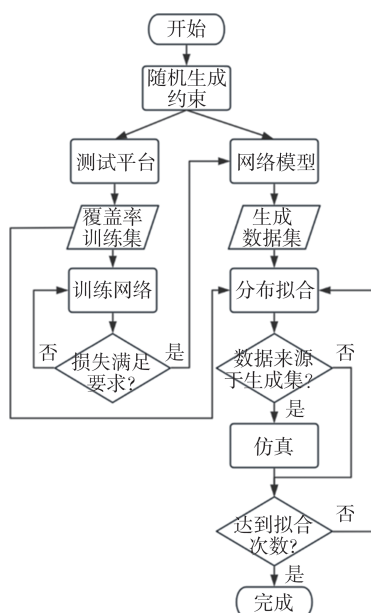 开始
随机生成
约束
测试平台
网络模型
覆盖率
训练集
生成
数据集
训练网络
分布拟合
否
损失满足
要求?
是
数据来源
于生成集?
否
是
仿真
达到拟合
次数?
否
是
完成